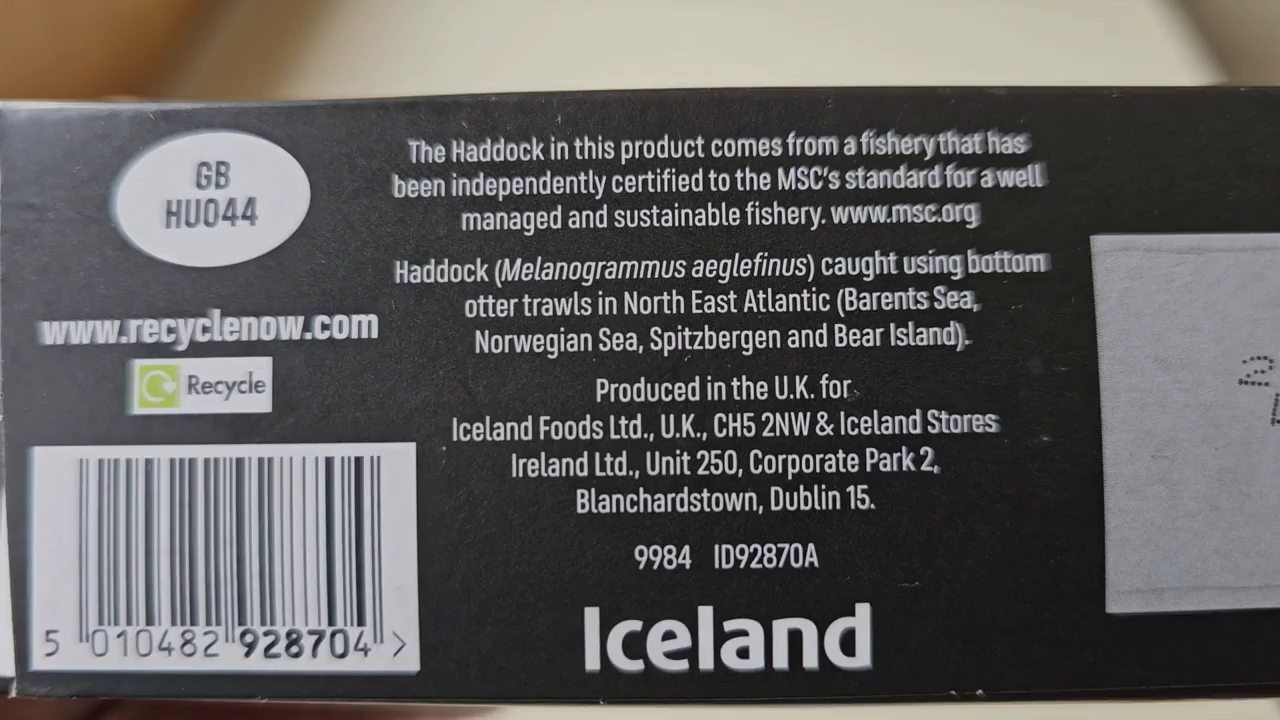 GB
HU044
www.recyclenow.com
Recycle
5 010482 928704 >
The Haddock in this product comes from a fishery that has
been independently certified to the MSC's standard for a well
managed and sustainable fishery. www.msc.org
Haddock (Melanogrammus aeglefinus) caught using bottom
otter trawls in North East Atlantic (Barents Sea,
Norwegian Sea, Spitzbergen and Bear Island).
Produced in the U.K. for
Iceland Foods Ltd., U.K., CH5 2NW & Iceland Stores
Ireland Ltd., Unit 250, Corporate Park 2,
Blanchardstown, Dublin 15.
9984 ID92870A
Iceland